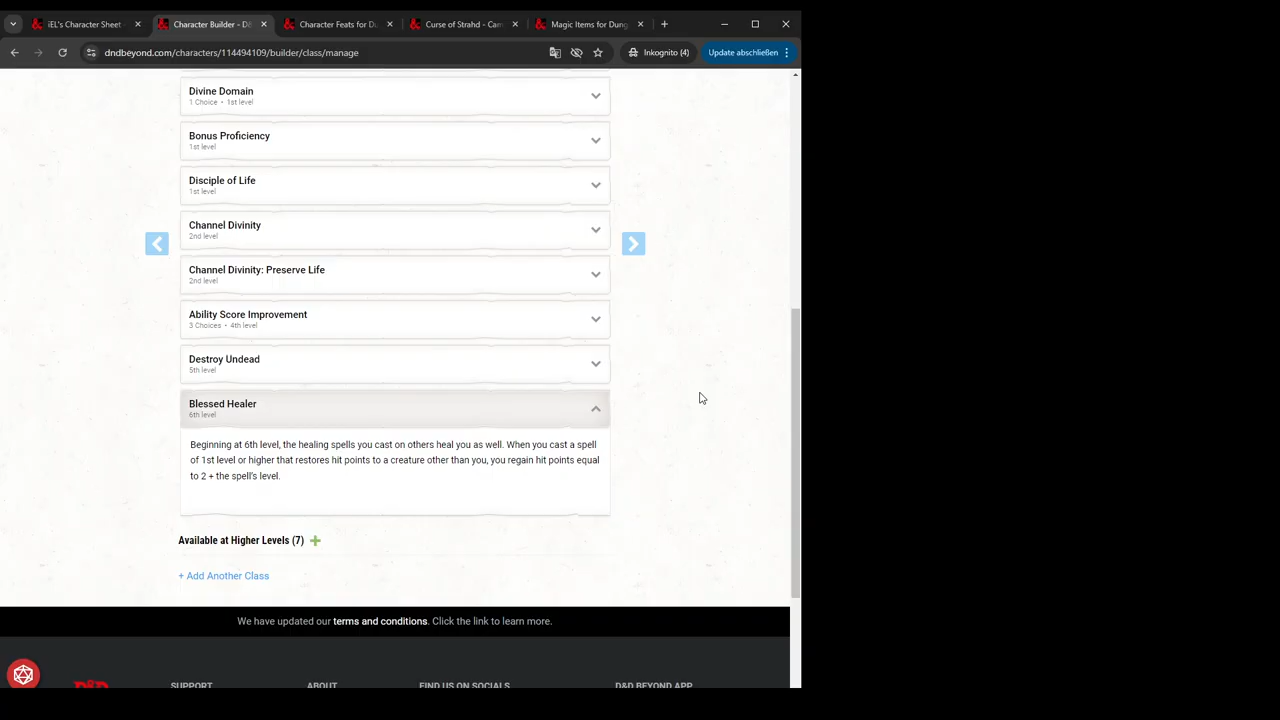 iEL's Character Sheet
Character Builder - D&
Character Feats for Du
Curse of Strahd - Cam
Magic Items for Dung
dndbeyond.com/characters/114494109/builder/class/manage
Inkognito (4)
Update abschließen
Divine Domain
1 Choice • 1st level
Bonus Proficiency
1st level
Disciple of Life
1st level
Channel Divinity
2nd level
Channel Divinity: Preserve Life
2nd level
Ability Score Improvement
3 Choices • 4th level
Destroy Undead
5th level
Blessed Healer
6th level
Beginning at 6th level, the healing spells you cast on others heal you as well. When you cast a spell
of 1st level or higher that restores hit points to a creature other than you, you regain hit points equal
to 2 + the spell's level.
Available at Higher Levels (7)
+ Add Another Class
We have updated our terms and conditions. Click the link to learn more.
D&D
SUPPORT
ABOUT
FIND US ON SOCIALS
D&D BEYOND APP